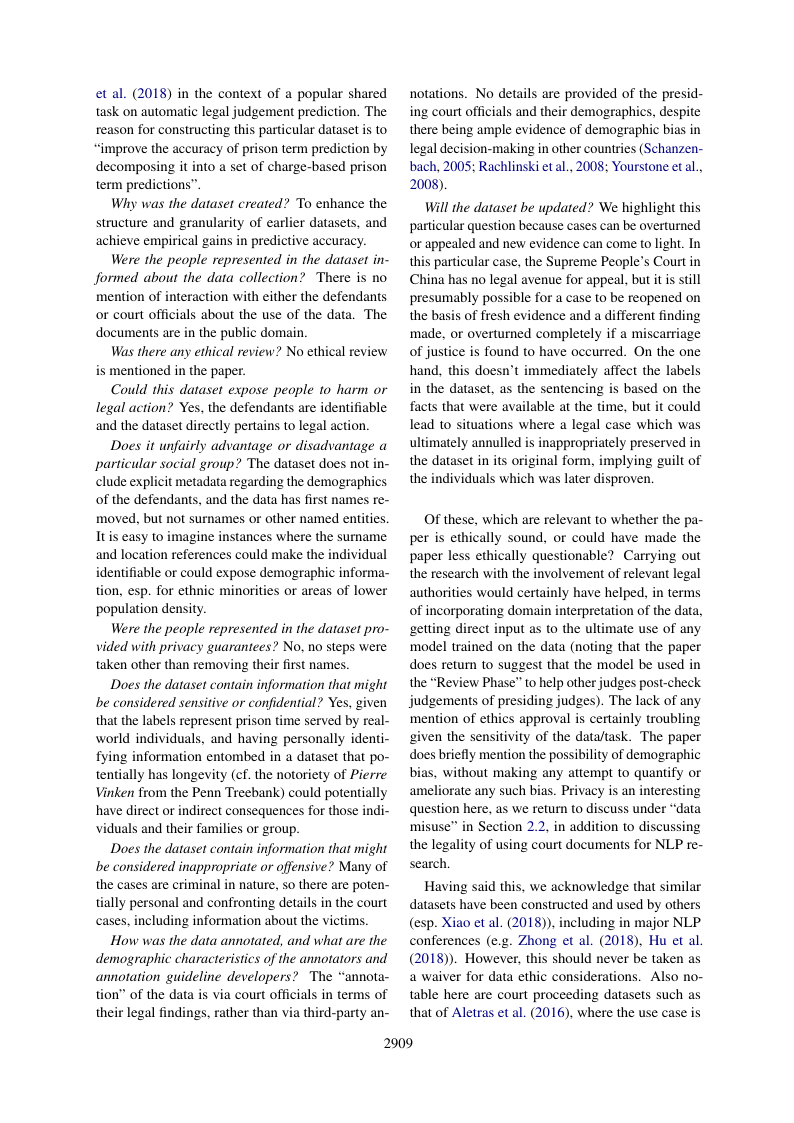 et al. (2018) in the context of a popular shared
task on automatic legal judgement prediction. The
reason for constructing this particular dataset is to
“improve the accuracy of prison term prediction by
decomposing it into a set of charge-based prison
term predictions”.
Why was the dataset created? To enhance the
structure and granularity of earlier datasets, and
achieve empirical gains in predictive accuracy.
Were the people represented in the dataset in-
formed about the data collection? There is no
mention of interaction with either the defendants
or court officials about the use of the data. The
documents are in the public domain.
Was there any ethical review? No ethical review
is mentioned in the paper.
Could this dataset expose people to harm or
legal action? Yes, the defendants are identifiable
and the dataset directly pertains to legal action.
Does it unfairly advantage or disadvantage a
particular social group? The dataset does not in-
clude explicit metadata regarding the demographics
of the defendants, and the data has first names re-
moved, but not surnames or other named entities.
It is easy to imagine instances where the surname
and location references could make the individual
identifiable or could expose demographic informa-
tion, esp. for ethnic minorities or areas of lower
population density.
Were the people represented in the dataset pro-
vided with privacy guarantees? No, no steps were
taken other than removing their first names.
Does the dataset contain information that might
be considered sensitive or confidential? Yes, given
that the labels represent prison time served by real-
world individuals, and having personally identi-
fying information entombed in a dataset that po-
tentially has longevity (cf. the notoriety of Pierre
Vinken from the Penn Treebank) could potentially
have direct or indirect consequences for those indi-
viduals and their families or group.
Does the dataset contain information that might
be considered inappropriate or offensive? Many of
the cases are criminal in nature, so there are poten-
tially personal and confronting details in the court
cases, including information about the victims.
How was the data annotated, and what are the
demographic characteristics of the annotators and
annotation guideline developers? The “annota-
tion” of the data is via court officials in terms of
their legal findings, rather than via third-party an-
notations. No details are provided of the presid-
ing court officials and their demographics, despite
there being ample evidence of demographic bias in
legal decision-making in other countries (Schanzen-
bach, 2005; Rachlinski et al., 2008; Yourstone et al.,
2008).
Will the dataset be updated? We highlight this
particular question because cases can be overturned
or appealed and new evidence can come to light. In
this particular case, the Supreme People’s Court in
China has no legal avenue for appeal, but it is still
presumably possible for a case to be reopened on
the basis of fresh evidence and a different finding
made, or overturned completely if a miscarriage
of justice is found to have occurred. On the one
hand, this doesn’t immediately affect the labels
in the dataset, as the sentencing is based on the
facts that were available at the time, but it could
lead to situations where a legal case which was
ultimately annulled is inappropriately preserved in
the dataset in its original form, implying guilt of
the individuals which was later disproven.
Of these, which are relevant to whether the pa-
per is ethically sound, or could have made the
paper less ethically questionable? Carrying out
the research with the involvement of relevant legal
authorities would certainly have helped, in terms
of incorporating domain interpretation of the data,
getting direct input as to the ultimate use of any
model trained on the data (noting that the paper
does return to suggest that the model be used in
the “Review Phase” to help other judges post-check
judgements of presiding judges). The lack of any
mention of ethics approval is certainly troubling
given the sensitivity of the data/task. The paper
does briefly mention the possibility of demographic
bias, without making any attempt to quantify or
ameliorate any such bias. Privacy is an interesting
question here, as we return to discuss under “data
misuse” in Section 2.2, in addition to discussing
the legality of using court documents for NLP re-
search.
Having said this, we acknowledge that similar
datasets have been constructed and used by others
(esp. Xiao et al. (2018)), including in major NLP
conferences (e.g. Zhong et al. (2018), Hu et al.
(2018)). However, this should never be taken as
a waiver for data ethic considerations. Also no-
table here are court proceeding datasets such as
that of Aletras et al. (2016), where the use case is
2909